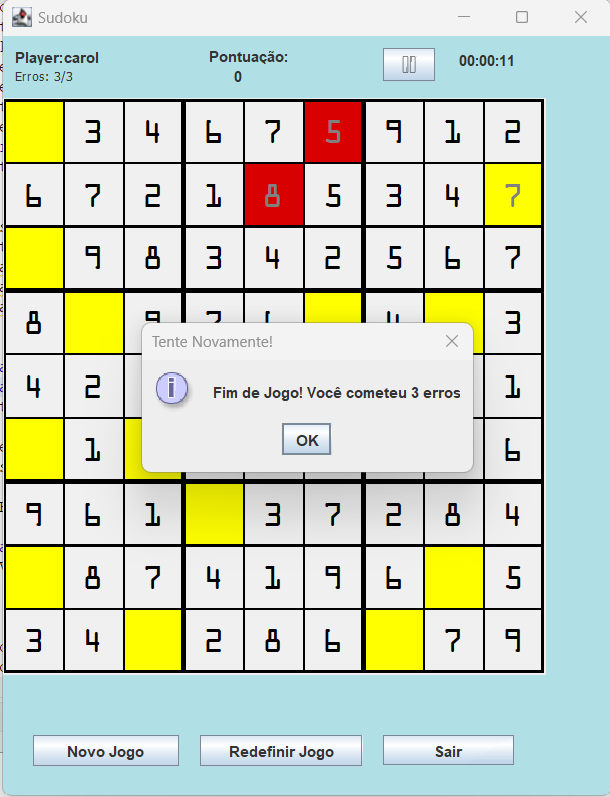 Sudoku
Player:carol
Pontuação:
00:00:11
Erros: 3/3
0
3 4 6 7 5 9 1 2
6 7 2 1 8 5 3 4 7
9 8 3 4 2 5 6 7
8 3
Tente Novamente!
4 2 1
Fim de Jogo! Você cometeu 3 erros
OK
1 6
9 6 1 3 7 2 8 4
8 7 4 1 9 6 5
3 4 2 8 6 7 9
Novo Jogo
Redefinir Jogo
Sair